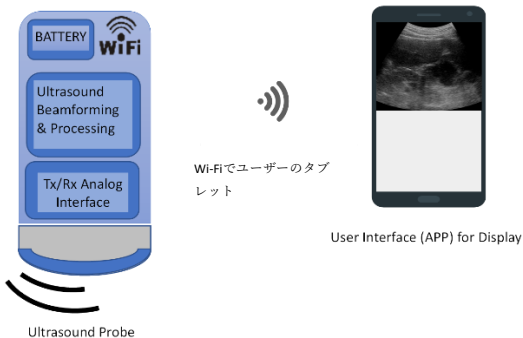 BATTERY
WiFi
Ultrasound
Beamforming
& Processing
Tx/Rx Analog
Interface
Wi-Fiでユーザーのタブ
レット
User Interface (APP) for Display
Ultrasound Probe